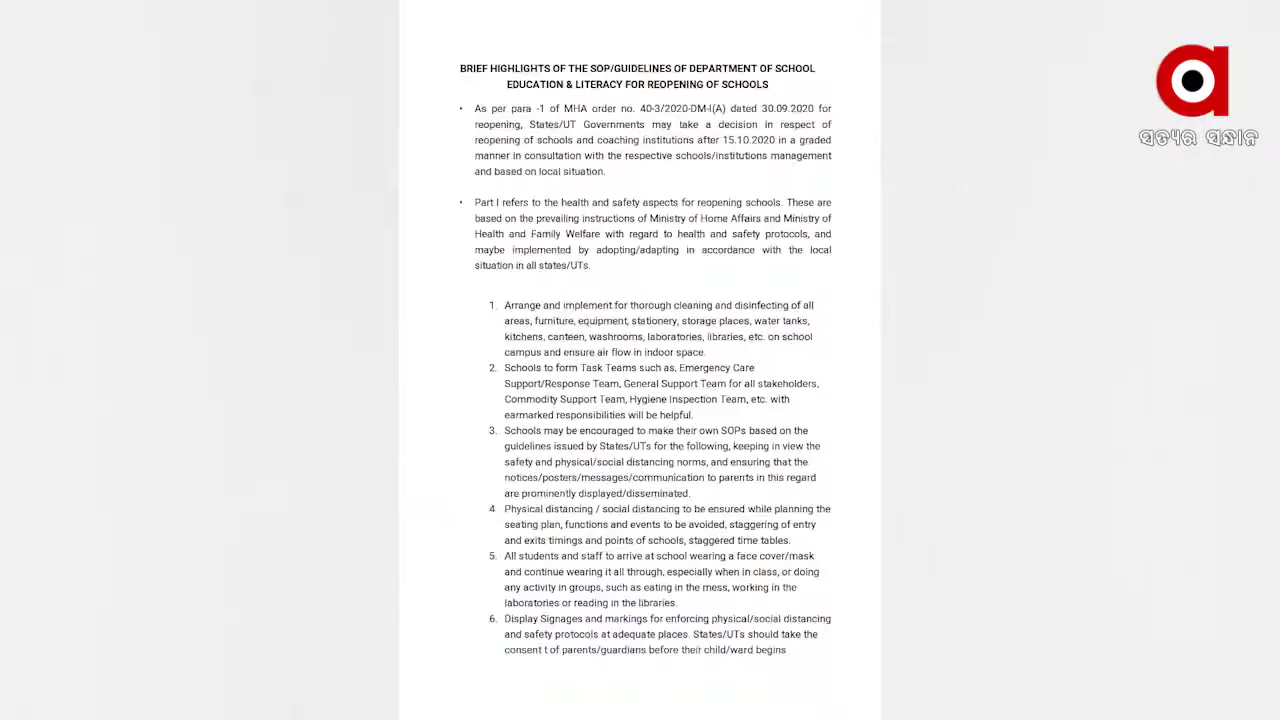 BRIEF HIGHLIGHTS OF THE SOP/GUIDELINES OF DEPARTMENT OF SCHOOL
EDUCATION & LITERACY FOR REOPENING OF SCHOOLS
• As per para -1 of MHA order no. 40-3/2020-DM-I(A) dated 30.09.2020 for
reopening, States/UT Governments may take a decision in respect of
reopening of schools and coaching institutions after 15.10.2020 in a graded
manner in consultation with the respective schools/institutions management
and based on local situation.
• Part I refers to the health and safety aspects for reopening schools. These are
based on the prevailing instructions of Ministry of Home Affairs and Ministry of
Health and Family Welfare with regard to health and safety protocols, and
maybe implemented by adopting/adapting in accordance with the local
situation in all states/UTs.
1. Arrange and implement for thorough cleaning and disinfecting of all
areas, furniture, equipment, stationery, storage places, water tanks,
kitchens, canteen, washrooms, laboratories, libraries, etc. on school
campus and ensure air flow in indoor space.
2. Schools to form Task Teams such as, Emergency Care
Support/Response Team, General Support Team for all stakeholders,
Commodity Support Team, Hygiene Inspection Team, etc. with
earmarked responsibilities will be helpful.
3. Schools may be encouraged to make their own SOPs based on the
guidelines issued by States/UTs for the following, keeping in view the
safety and physical/social distancing norms, and ensuring that the
notices/posters/messages/communication to parents in this regard
are prominently displayed/disseminated.
4 Physical distancing / social distancing to be ensured while planning the
seating plan, functions and events to be avoided, staggering of entry
and exits timings and points of schools, staggered time tables.
5. All students and staff to arrive at school wearing a face cover/mask
and continue wearing it all through, especially when in class, or doing
any activity in groups, such as eating in the mess, working in the
laboratories or reading in the libraries.
6. Display Signages and markings for enforcing physical/social distancing
and safety protocols at adequate places. States/UTs should take the
consent t of parents/guardians before their child/ward begins
a
ସତ୍ୟର ସନ୍ଧାନ